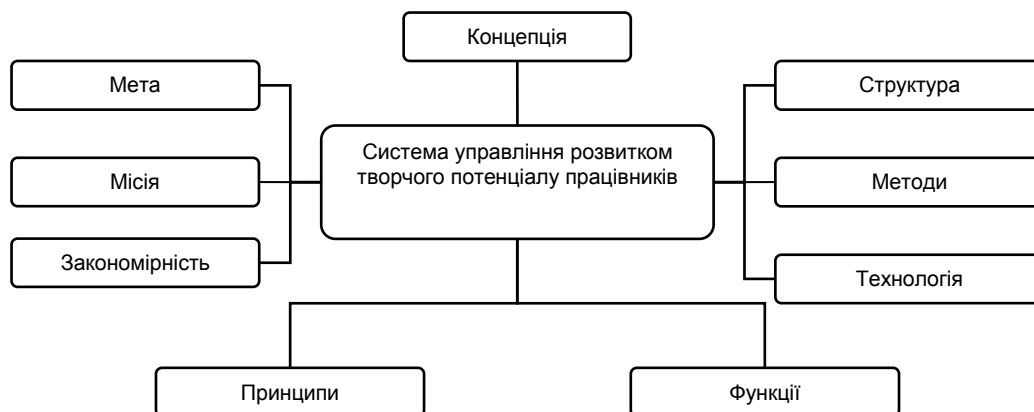 Концепція
Мета
Структура
Система управління розвитком
творчого потенціалу працівників
Місія
Методи
Закономірність
Технологія
Принципи
Функції